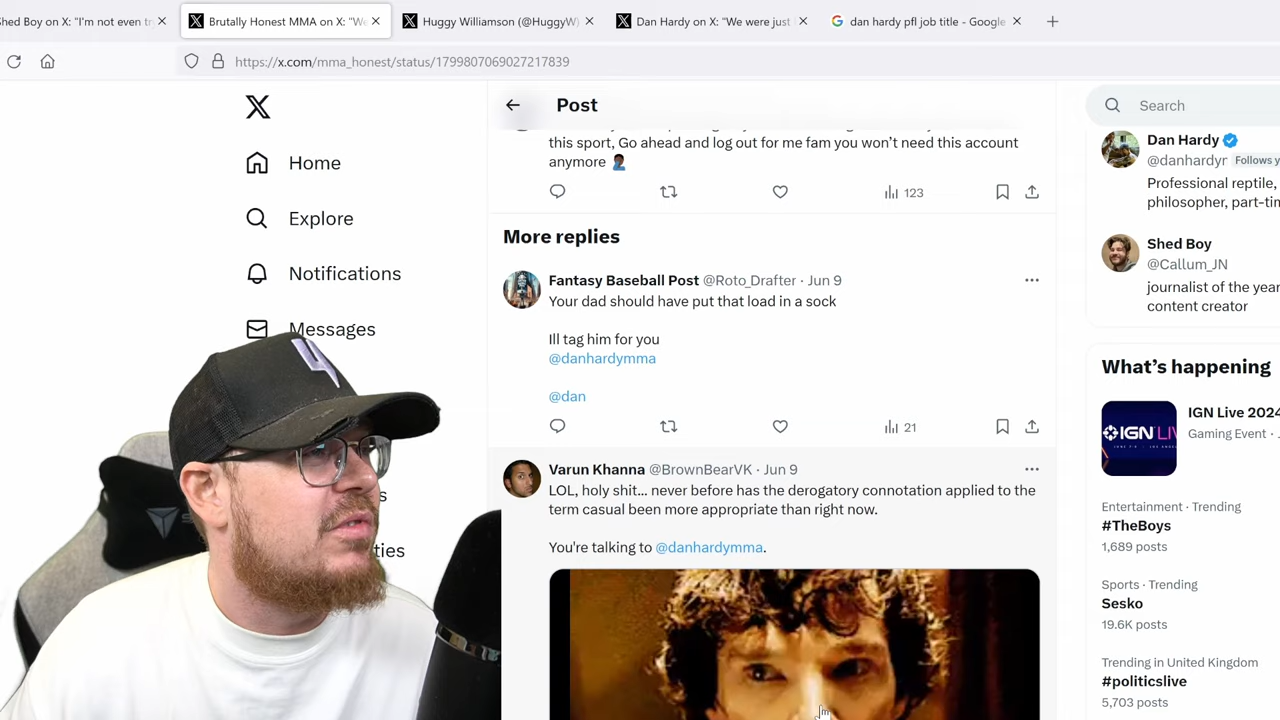 Shed Boy on X: "I'm not even tr
Brutally Honest MMA on X: "We
Huggy Williamson (@HuggyW)
Dan Hardy on X: "We were just
dan hardy pfl job title - Google
https://x.com/mma_honest/status/1799807069027217839
Home
Explore
Notifications
Messages
Post
this sport, Go ahead and log out for me fam you won't need this account
anymore
123
More replies
Fantasy Baseball Post @Roto_Drafter · Jun 9
Your dad should have put that load in a sock
Ill tag him for you
@danhardymma
@dan
21
Varun Khanna @BrownBearVK · Jun 9
LOL, holy shit... never before has the derogatory connotation applied to the
term casual been more appropriate than right now.
You're talking to @danhardymma.
Search
Dan Hardy
@danhardyr Follows y
Professional reptile,
philosopher, part-tim
Shed Boy
@Callum_JN
journalist of the year
content creator
What's happening
IGN LIV
IGN Live 2024
Gaming Event ·
Entertainment · Trending
#TheBoys
1,689 posts
Sports · Trending
Sesko
19.6K posts
Trending in United Kingdom
#politicslive
5,703 posts